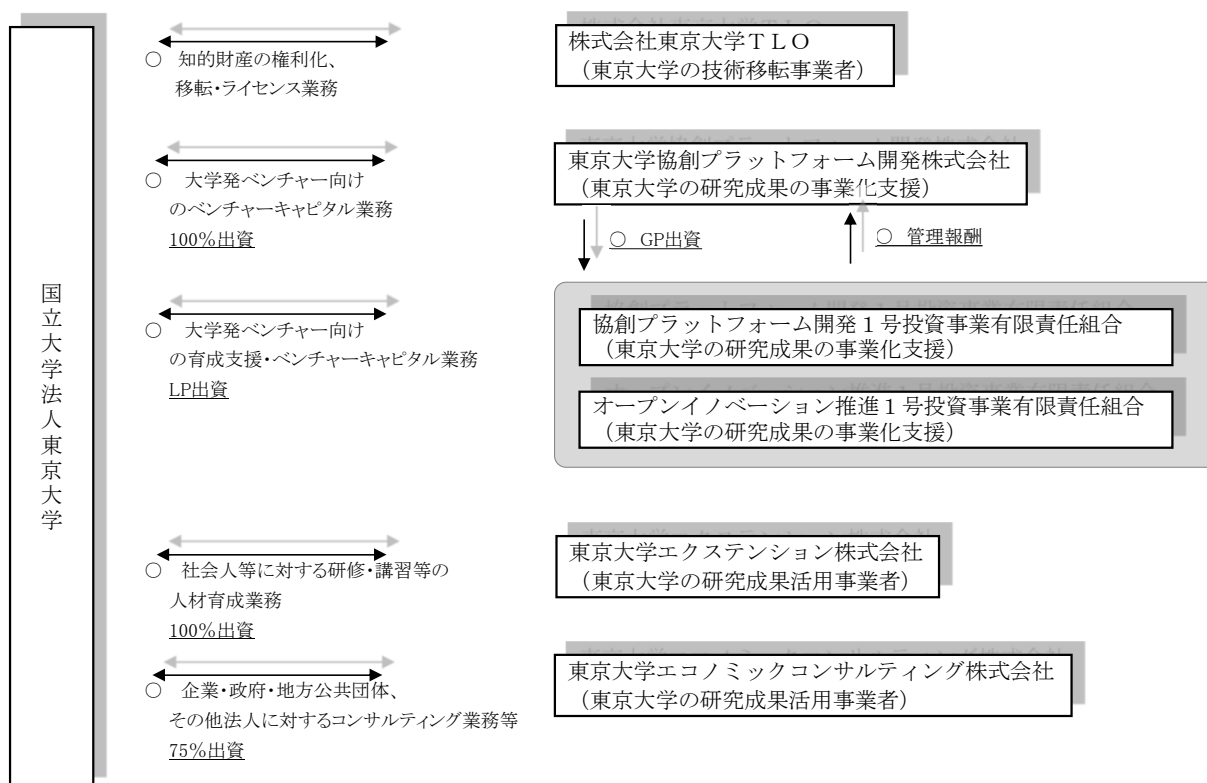 国立大学法人東京大学
○ 知的財産の権利化、
移転・ライセンス業務
株式会社東京大学ＴＬＯ
（東京大学の技術移転事業者）
○ 大学発ベンチャー向け
のベンチャーキャピタル業務
100％出資
東京大学協創プラットフォーム開発株式会社
（東京大学の研究成果の事業化支援）
○ GP出資
○ 管理報酬
○ 大学発ベンチャー向け
の育成支援・ベンチャーキャピタル業務
LP出資
協創プラットフォーム開発１号投資事業有限責任組合
（東京大学の研究成果の事業化支援）
オープンイノベーション推進１号投資事業有限責任組合
（東京大学の研究成果の事業化支援）
○ 社会人等に対する研修・講習等の
人材育成業務
100％出資
東京大学エクステンション株式会社
（東京大学の研究成果活用事業者）
○ 企業・政府・地方公共団体、
その他法人に対するコンサルティング業務等
75％出資
東京大学エコノミックコンサルティング株式会社
（東京大学の研究成果活用事業者）